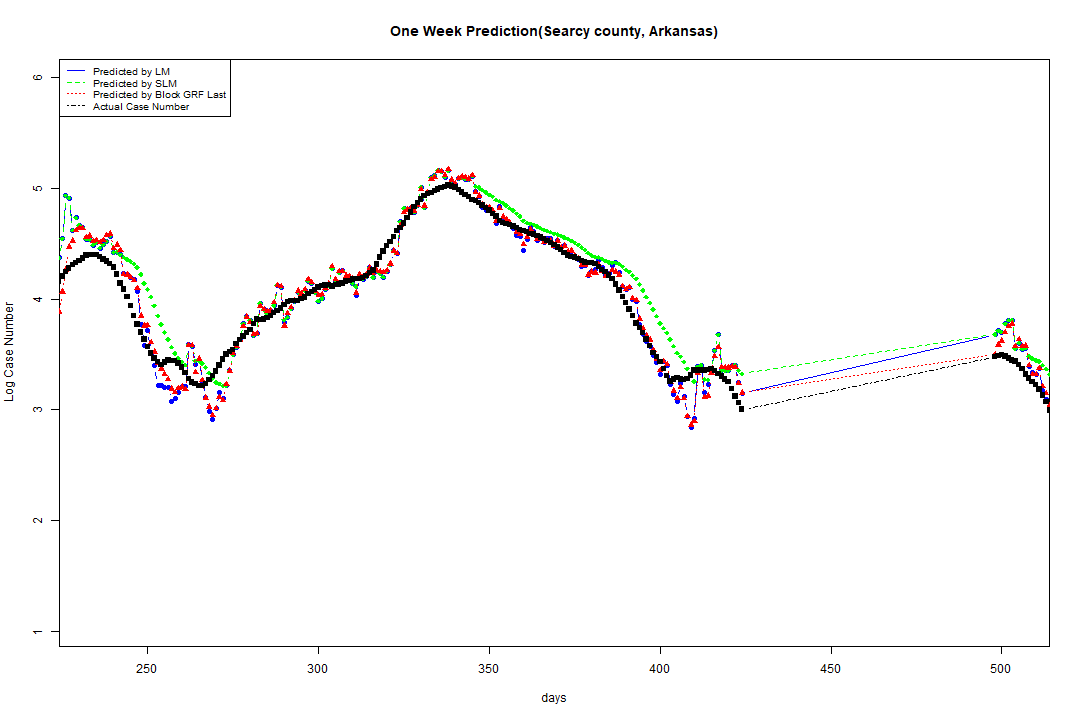 One Week Prediction(Searcy county, Arkansas)
Predicted by LM
Predicted by SLM
Predicted by Block GRF Last
Actual Case Number
Log Case Number
6
5
4
3
2
1
250 300 350 400 450 500
days